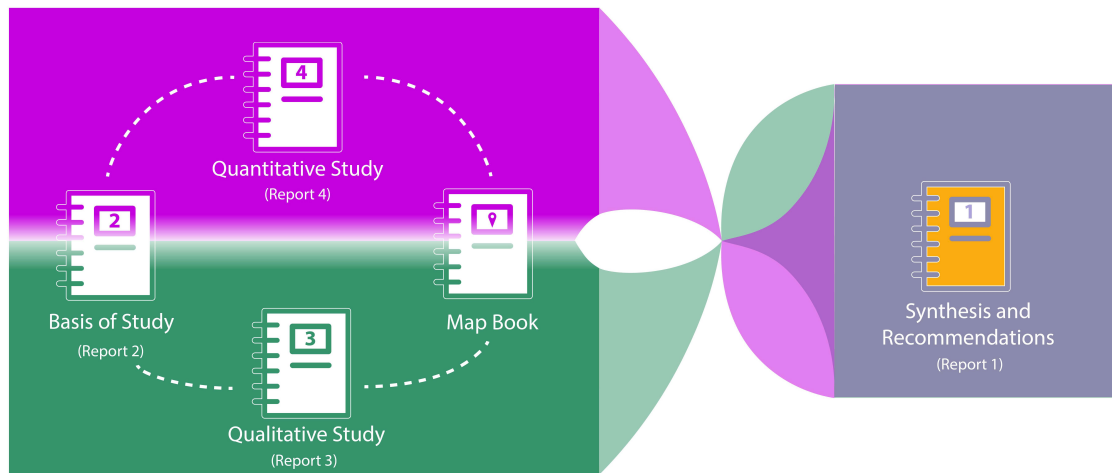 4
Quantitative Study
(Report 4)
2
Basis of Study
(Report 2)
Map Book
3
Qualitative Study
(Report 3)
1
Synthesis and
Recommendations
(Report 1)